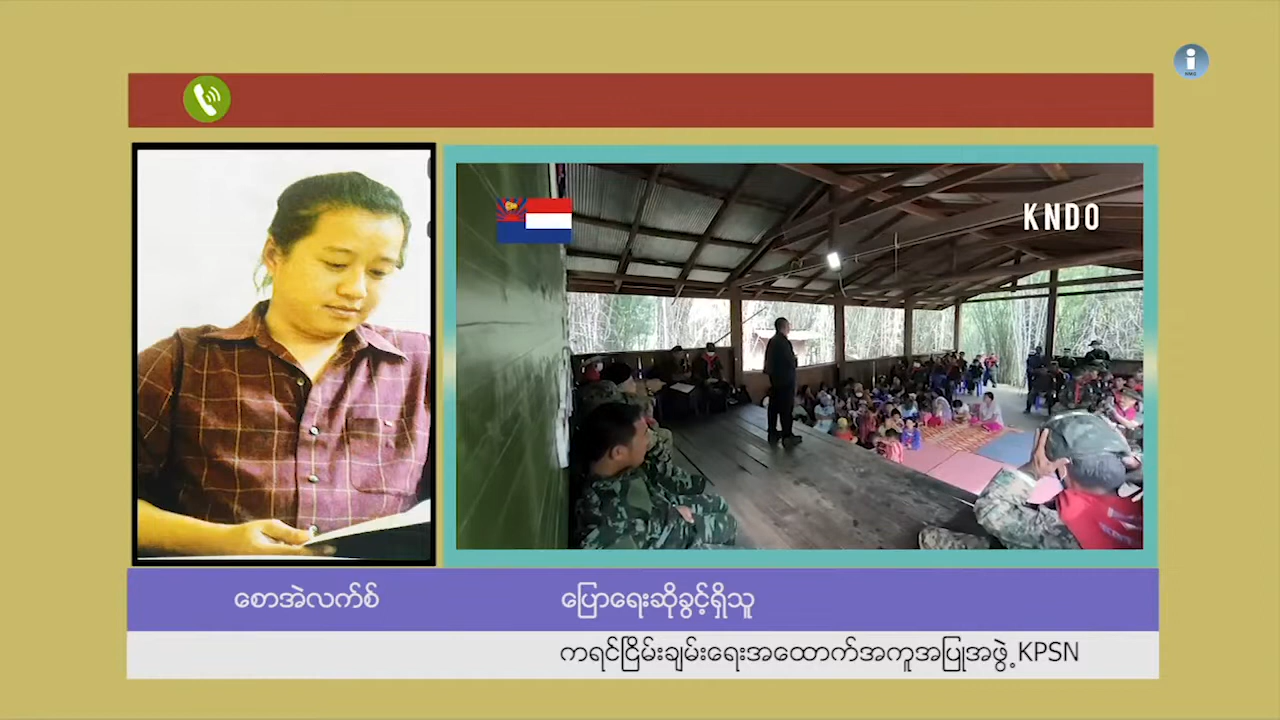 KNDO
စောအဲလက်စ်
ပြောရေးဆိုခွင့်ရှိသူ
ကရင်ငြိမ်းချမ်းရေးအထောက်အကူအပြုအဖွဲ့ KPSN